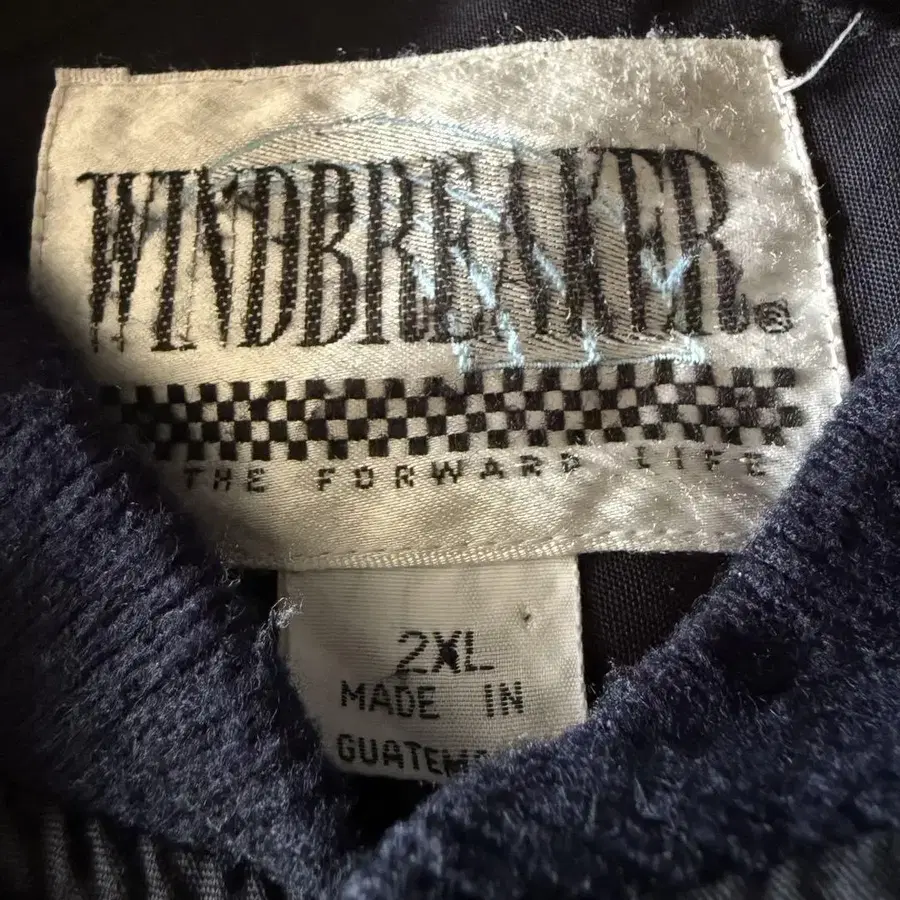 WINDBREAKER®
THE FORWARD LIFE
2XL
MADE IN